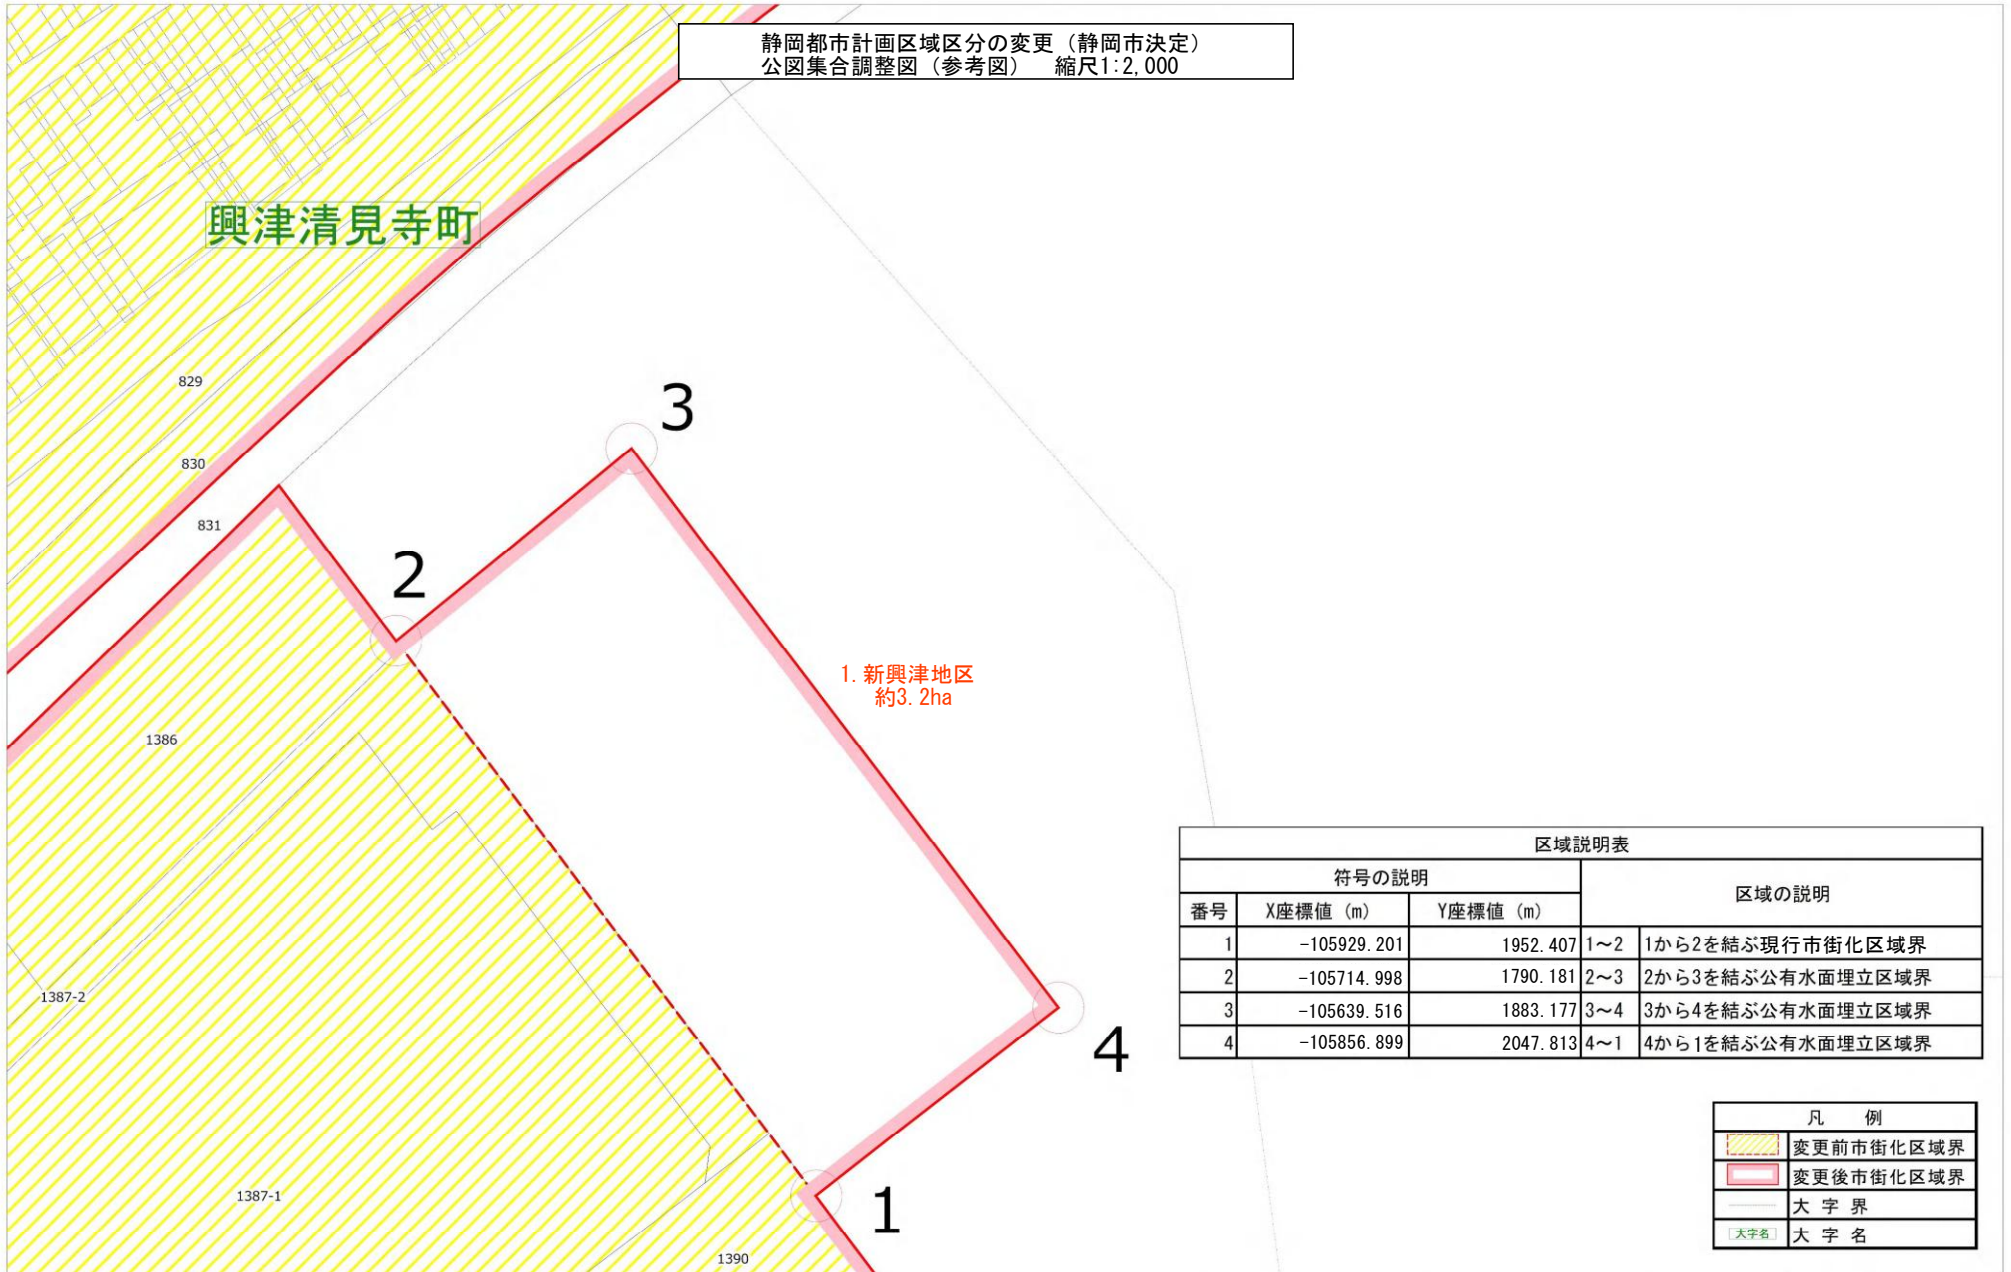 静岡都市計画区域区分の変更（静岡市決定）
公図集合調整図（参考図）　縮尺1:2,000
興津清見寺町
829
830
831
3
2
1.新興津地区
約3.2ha
1386
1387-2
4
1387-1
1
1390
区域説明表
符号の説明 区域の説明
番号 X座標値（m） Y座標値（m）
1 -105929.201 1952.407 1～2 1から2を結ぶ現行市街化区域界
2 -105714.998 1790.181 2～3 2から3を結ぶ公有水面埋立区域界
3 -105639.516 1883.177 3～4 3から4を結ぶ公有水面埋立区域界
4 -105856.899 2047.813 4～1 4から1を結ぶ公有水面埋立区域界
凡　例
変更前市街化区域界
変更後市街化区域界
大 字 界
大字名 大 字 名